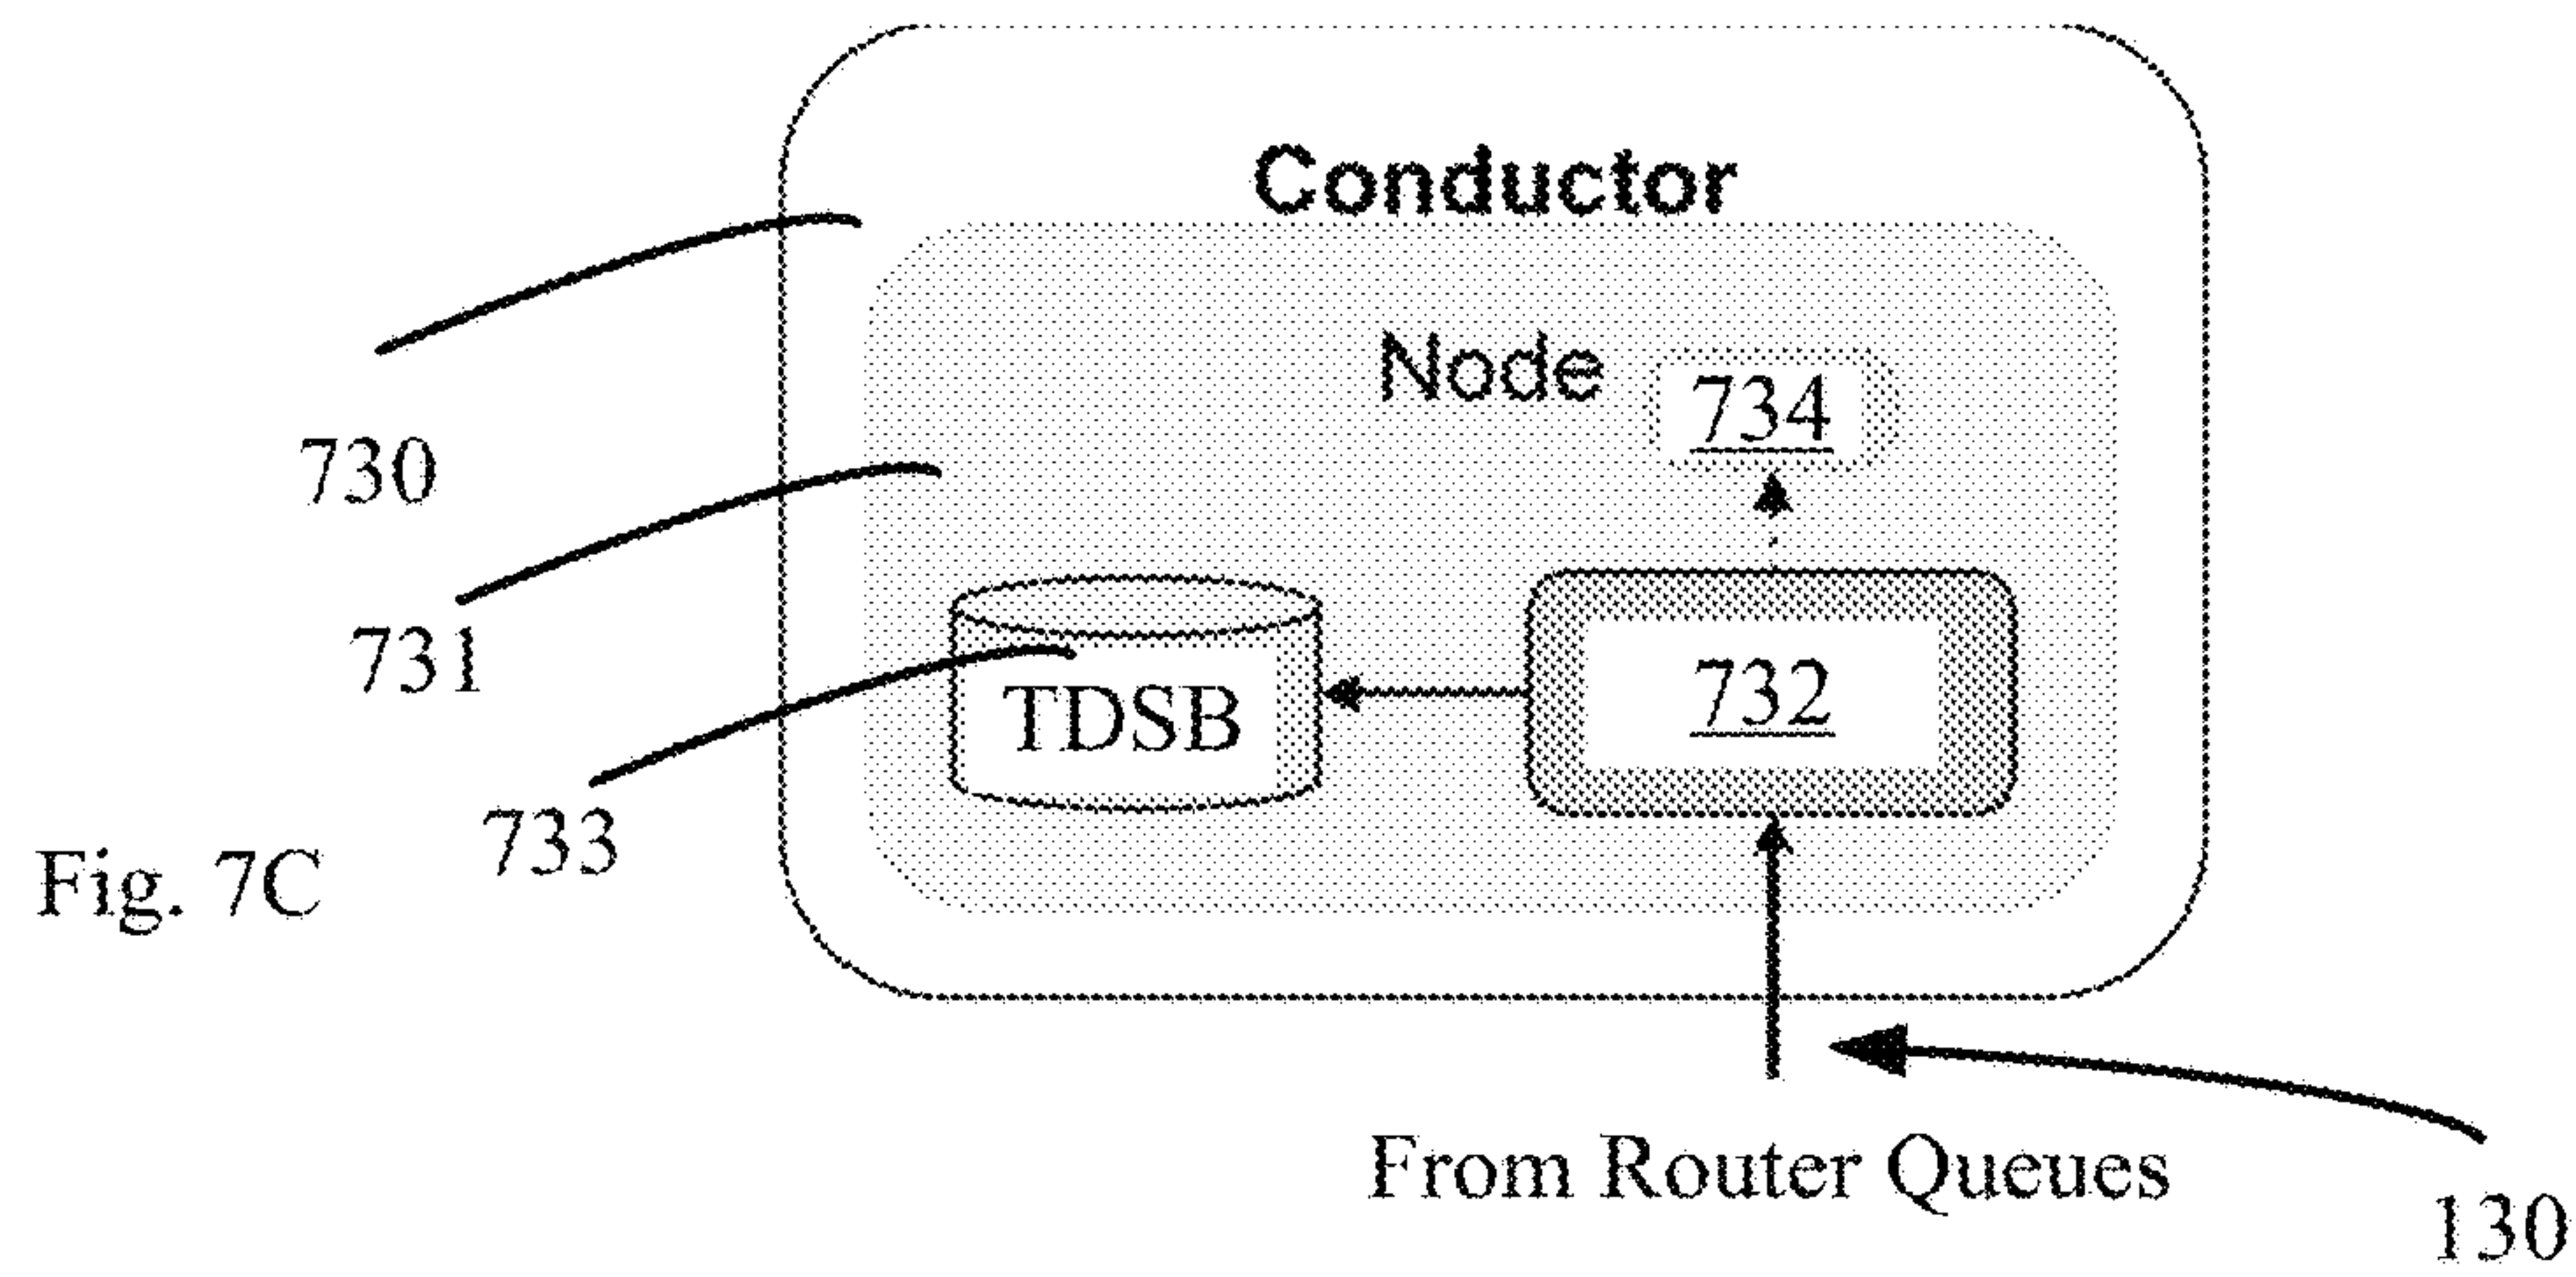 Conductor
Node
734
730
731
TDSB
732
733
Fig. 7C
From Router Queues
130